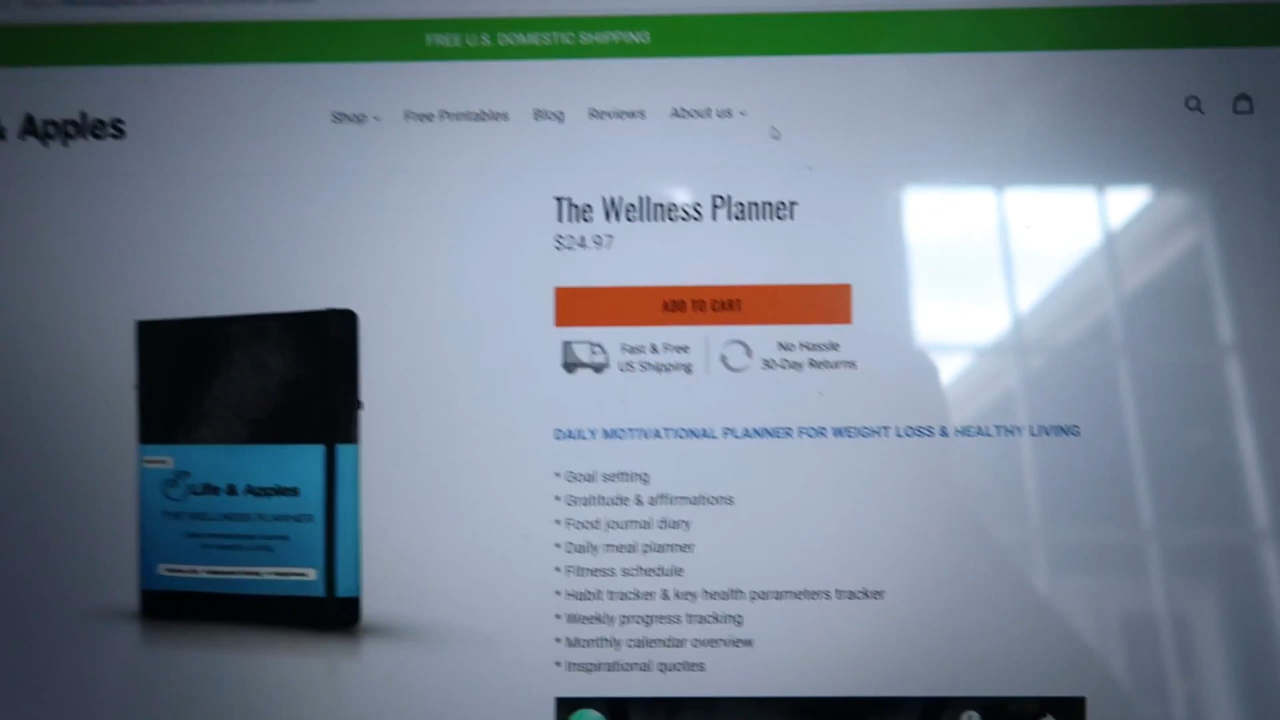 FREE U.S. DOMESTIC SHIPPING
& Apples
Shop Free Printables Blog Reviews About us
The Wellness Planner
$24.97
ADD TO CART
Fast & Free
US Shipping
No Hassle
30-Day Returns
DAILY MOTIVATIONAL PLANNER FOR WEIGHT LOSS & HEALTHY LIVING
* Goal setting
* Gratitude & affirmations
* Food journal diary
* Daily meal planner
* Fitness schedule
* Habit tracker & key health parameters tracker
* Weekly progress tracking
* Monthly calendar overview
* Inspirational quotes
Life & Apples
THE WELLNESS PLANNER